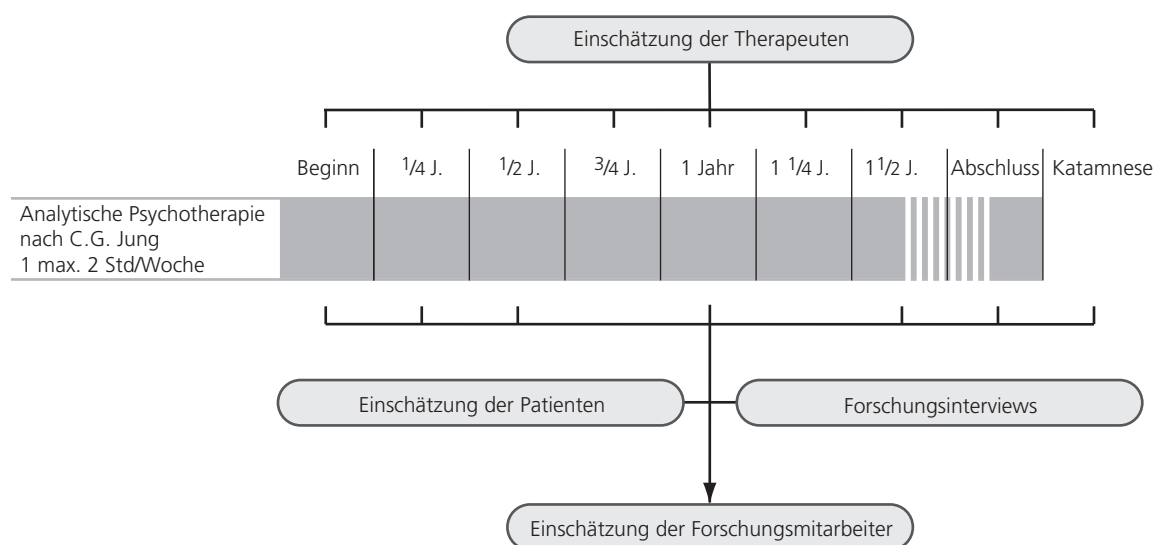 Einschätzung der Therapeuten
Beginn 1/4 J. 1/2 J. 3/4 J. 1 Jahr 1 1/4 J. 1 1/2 J. Abschluss Katamnese
Analytische Psychotherapie
nach C.G. Jung
1 max. 2 Std/Woche
Einschätzung der Patienten
Forschungsinterviews
Einschätzung der Forschungsmitarbeiter